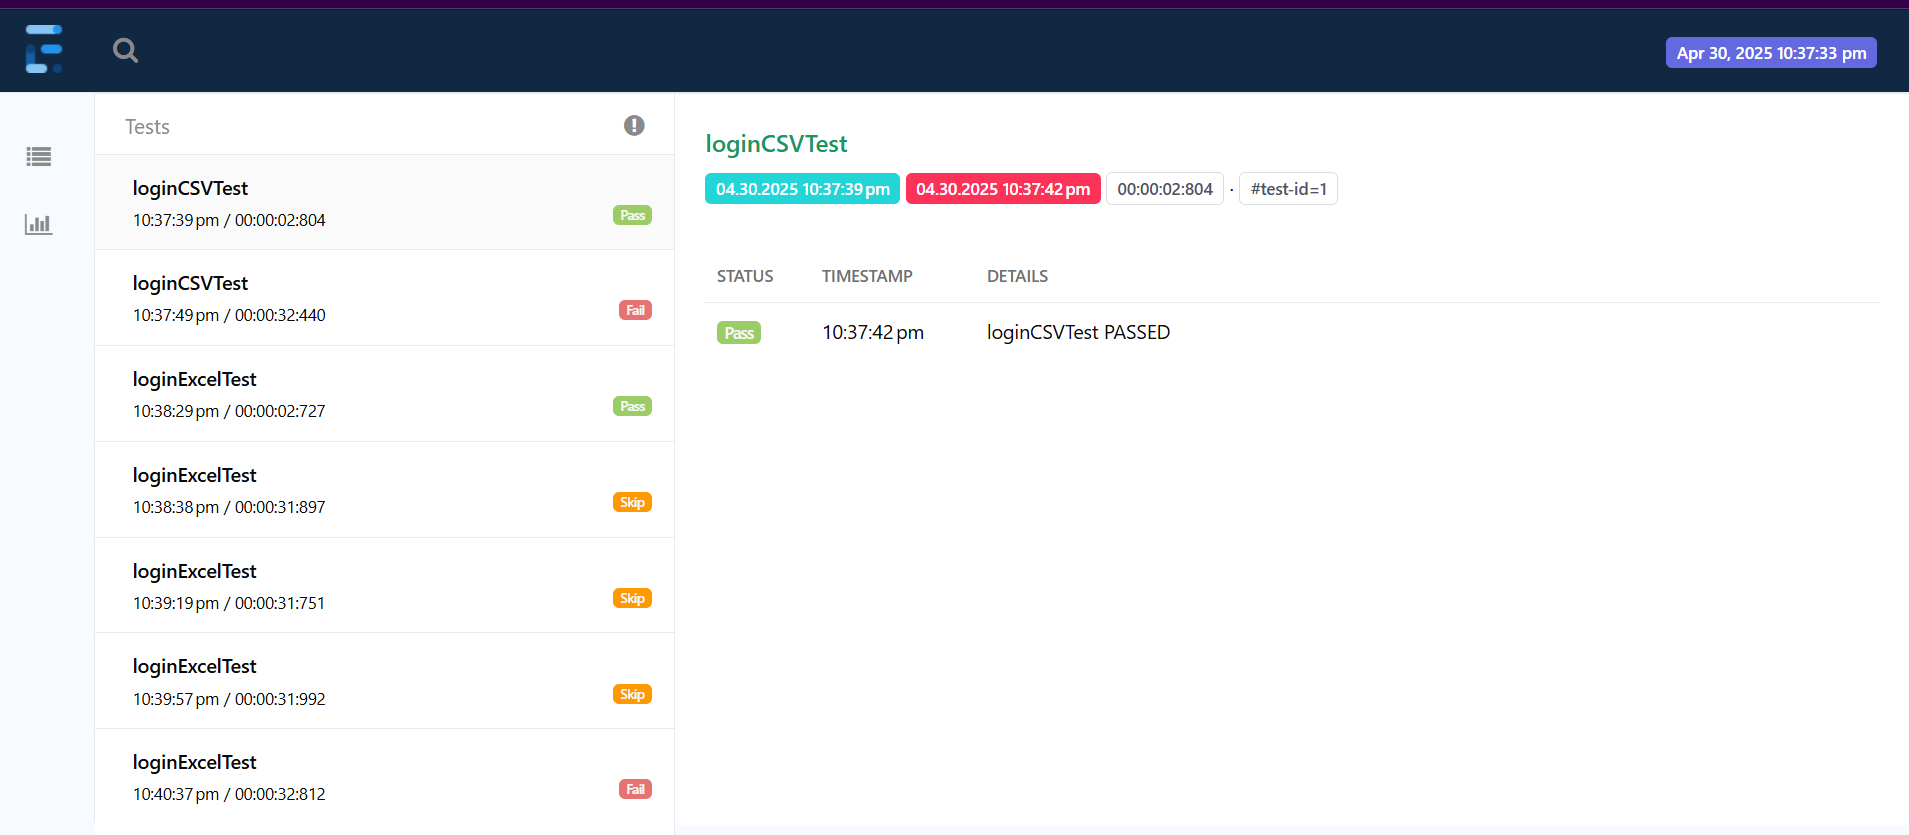 Apr 30, 2025 10:37:33 pm
Tests
loginCSVTest
10:37:39 pm / 00:00:02:804
Pass
loginCSVTest
10:37:49 pm / 00:00:32:440
Fail
loginExcelTest
10:38:29 pm / 00:00:02:727
Pass
loginExcelTest
10:38:38 pm / 00:00:31:897
Skip
loginExcelTest
10:39:19 pm / 00:00:31:751
Skip
loginExcelTest
10:39:57 pm / 00:00:31:992
Skip
loginExcelTest
10:40:37 pm / 00:00:32:812
Fail
loginCSVTest
04.30.2025 10:37:39 pm 04.30.2025 10:37:42 pm 00:00:02:804 · #test-id=1
STATUS TIMESTAMP DETAILS
Pass 10:37:42 pm loginCSVTest PASSED